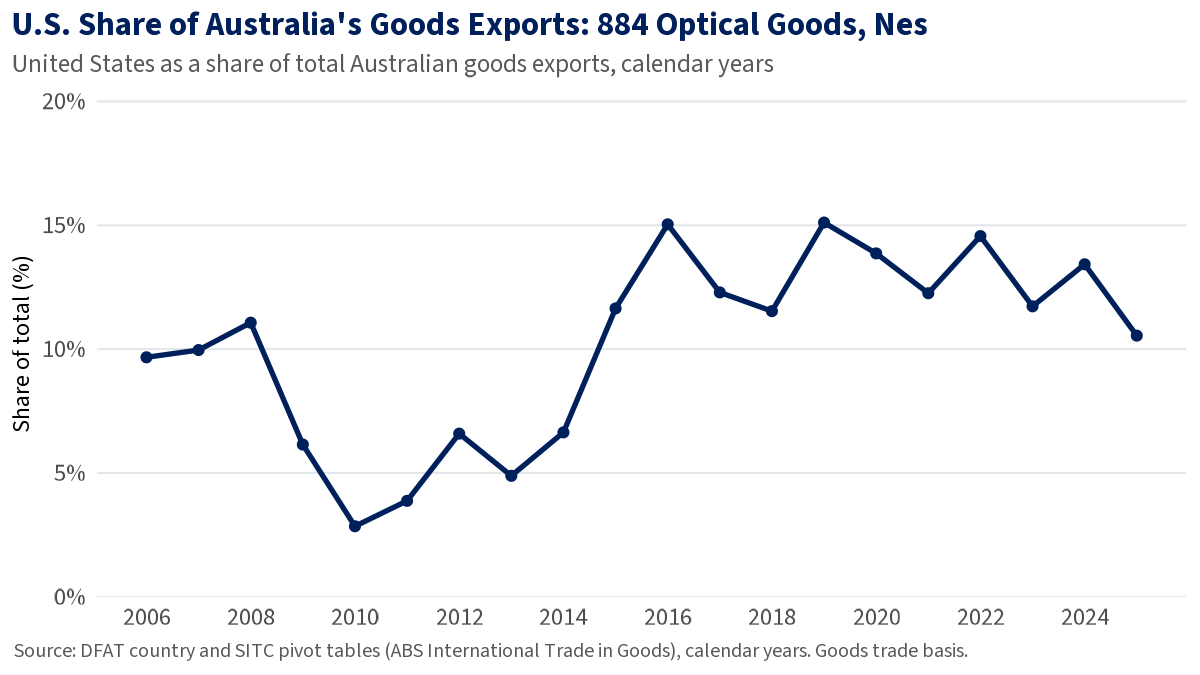 U.S. Share of Australia's Goods Exports: 884 Optical Goods, Nes
United States as a share of total Australian goods exports, calendar years
Share of total (%)
20%
15%
10%
5%
0%
2006 2008 2010 2012 2014 2016 2018 2020 2022 2024
Source: DFAT country and SITC pivot tables (ABS International Trade in Goods), calendar years. Goods trade basis.